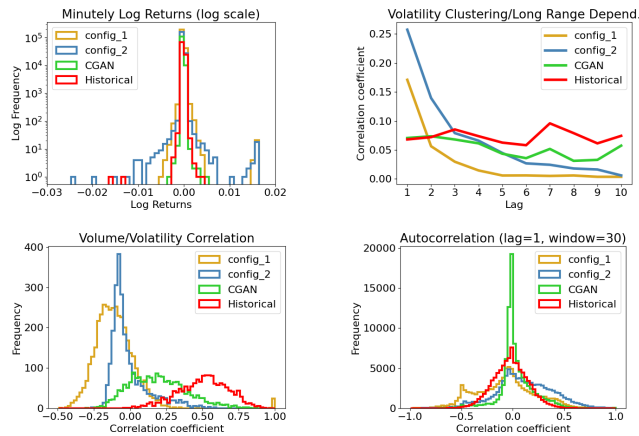 Minutely Log Returns (log scale)
Log Frequency
10⁵
10⁴
10³
10²
10¹
10⁰
config_1
config_2
CGAN
Historical
−0.03 −0.02 −0.01 0.00 0.01 0.02
Log Returns
Volatility Clustering/Long Range Depend.
Correlation coefficient
0.25
0.20
0.15
0.10
0.05
0.00
config_1
config_2
CGAN
Historical
1 2 3 4 5 6 7 8 9 10
Lag
Volume/Volatility Correlation
Frequency
400
300
200
100
0
config_1
config_2
CGAN
Historical
−0.50 −0.25 0.00 0.25 0.50 0.75 1.00
Correlation coefficient
Autocorrelation (lag=1, window=30)
Frequency
20000
15000
10000
5000
0
config_1
config_2
CGAN
Historical
−1.0 −0.5 0.0 0.5 1.0
Correlation coefficient